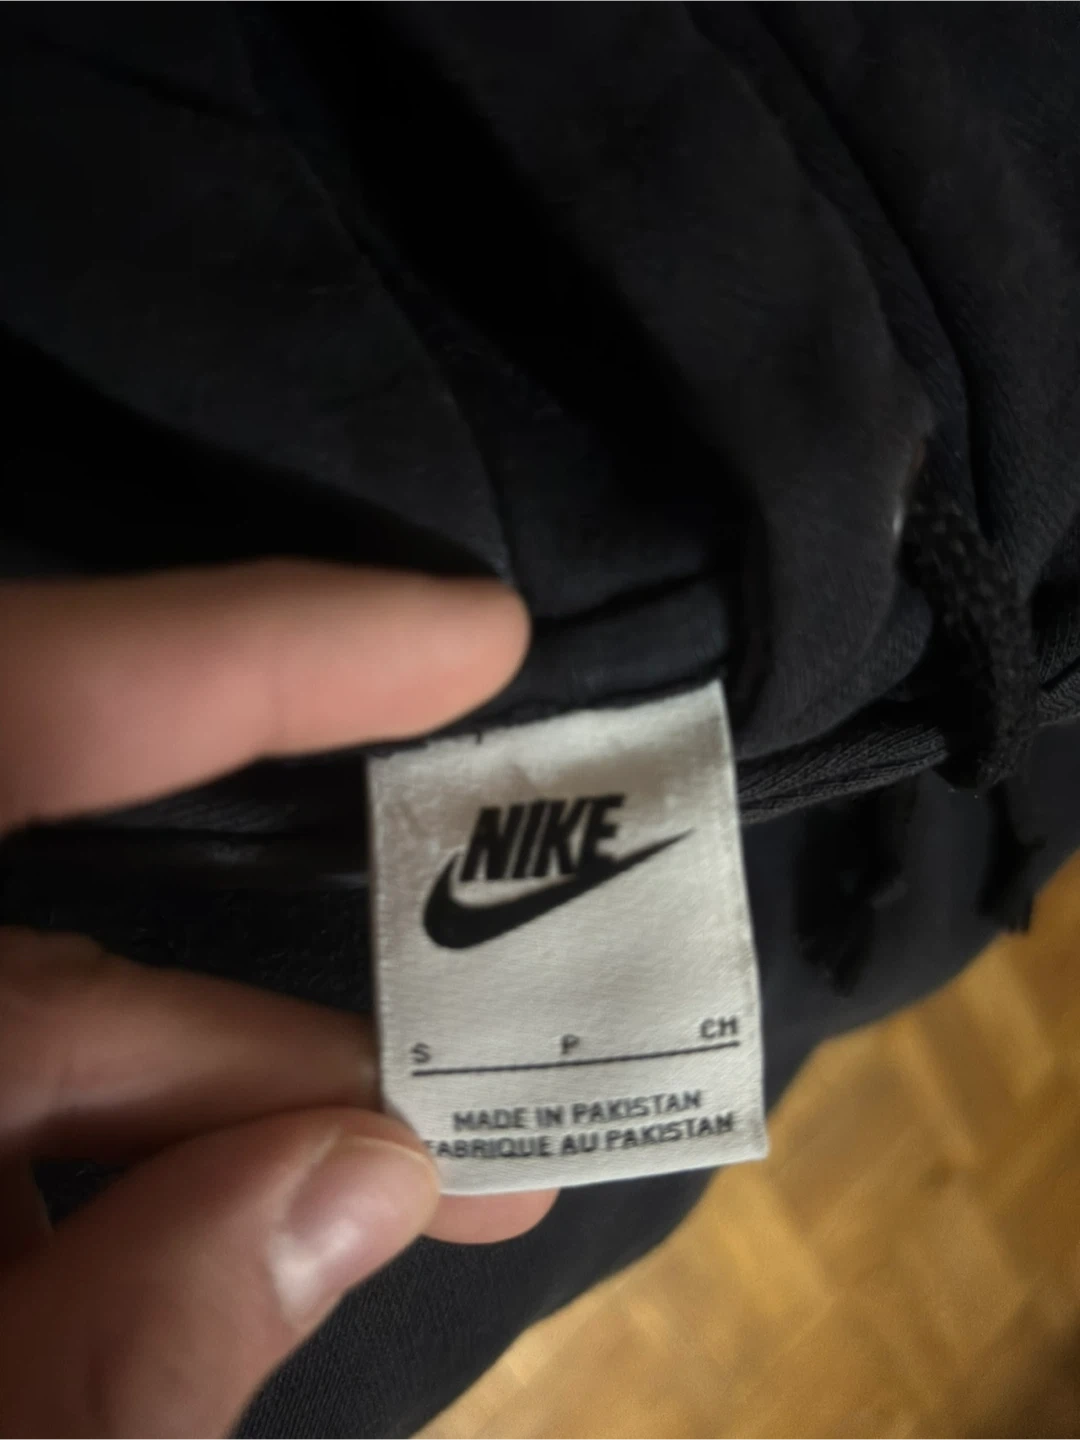 NIKE
S P CH
MADE IN PAKISTAN
FABRIQUE AU PAKISTAN